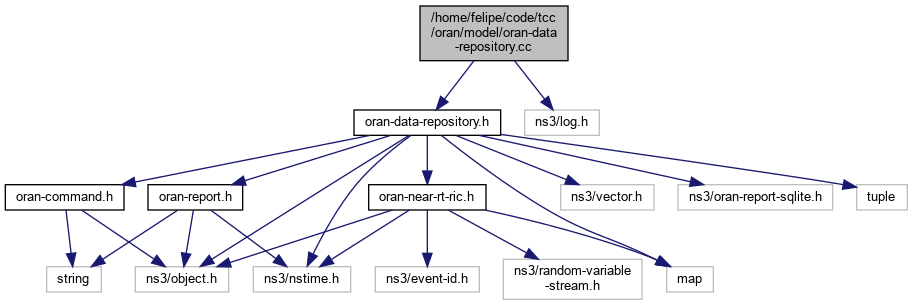 /home/felipe/code/tcc
/oran/model/oran-data
-repository.cc
oran-data-repository.h
ns3/log.h
oran-command.h
oran-report.h
oran-near-rt-ric.h
ns3/vector.h
ns3/oran-report-sqlite.h
tuple
string
ns3/object.h
ns3/nstime.h
ns3/event-id.h
ns3/random-variable
-stream.h
map